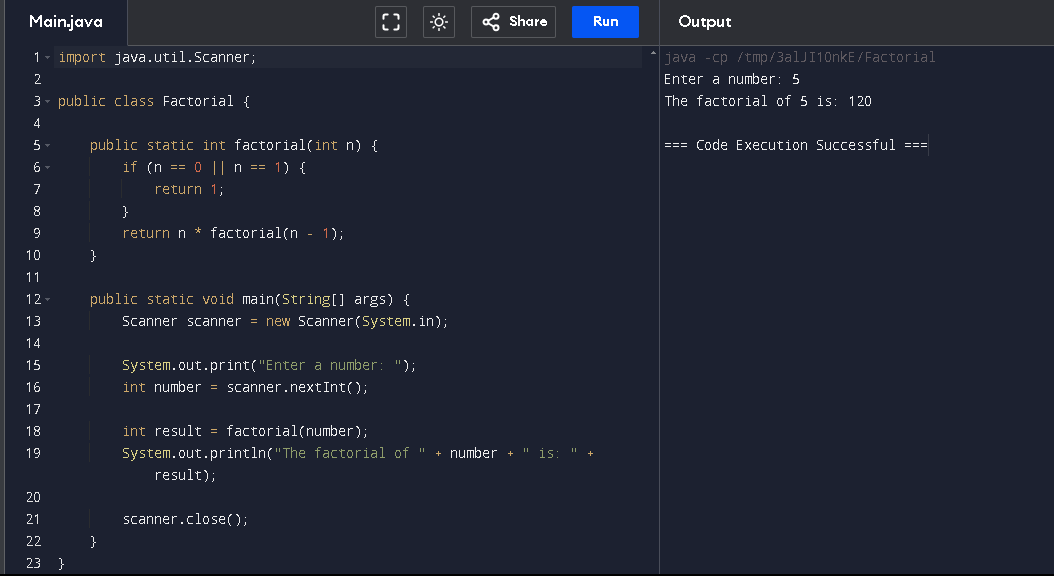 Main.java
Share
Run
Output
1 import java.util.Scanner;
2
3 public class Factorial {
4
5     public static int factorial(int n) {
6         if (n == 0 || n == 1) {
7             return 1;
8         }
9         return n * factorial(n - 1);
10     }
11
12     public static void main(String[] args) {
13         Scanner scanner = new Scanner(System.in);
14
15         System.out.print("Enter a number: ");
16         int number = scanner.nextInt();
17
18         int result = factorial(number);
19         System.out.println("The factorial of " + number + " is: " +
            result);
20
21         scanner.close();
22     }
23 }
java -cp /tmp/3alJI1OnkE/Factorial
Enter a number: 5
The factorial of 5 is: 120
=== Code Execution Successful ===